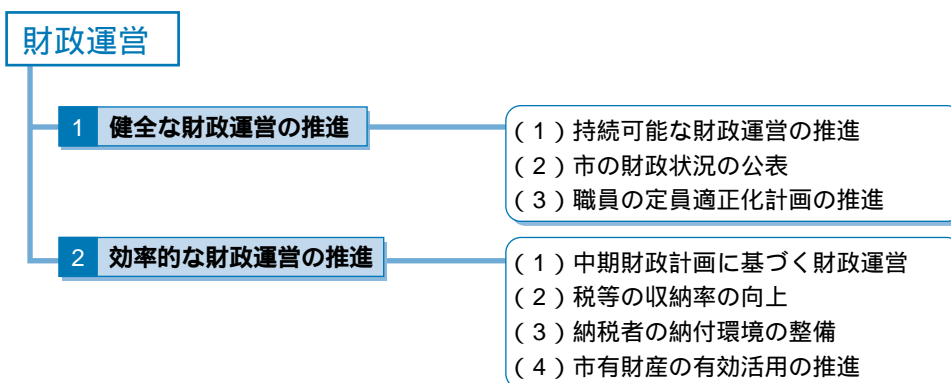 財政運営
1 健全な財政運営の推進
(1)持続可能な財政運営の推進
(2)市の財政状況の公表
(3)職員の定員適正化計画の推進
2 効率的な財政運営の推進
(1)中期財政計画に基づく財政運営
(2)税等の収納率の向上
(3)納税者の納付環境の整備
(4)市有財産の有効活用の推進